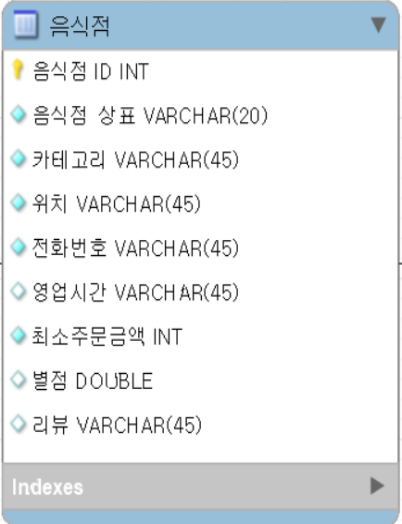 음식점
음식점 ID INT
음식점 상표 VARCHAR(20)
카테고리 VARCHAR(45)
위치 VARCHAR(45)
전화번호 VARCHAR(45)
영업시간 VARCHAR(45)
최소주문금액 INT
별점 DOUBLE
리뷰 VARCHAR(45)
Indexes